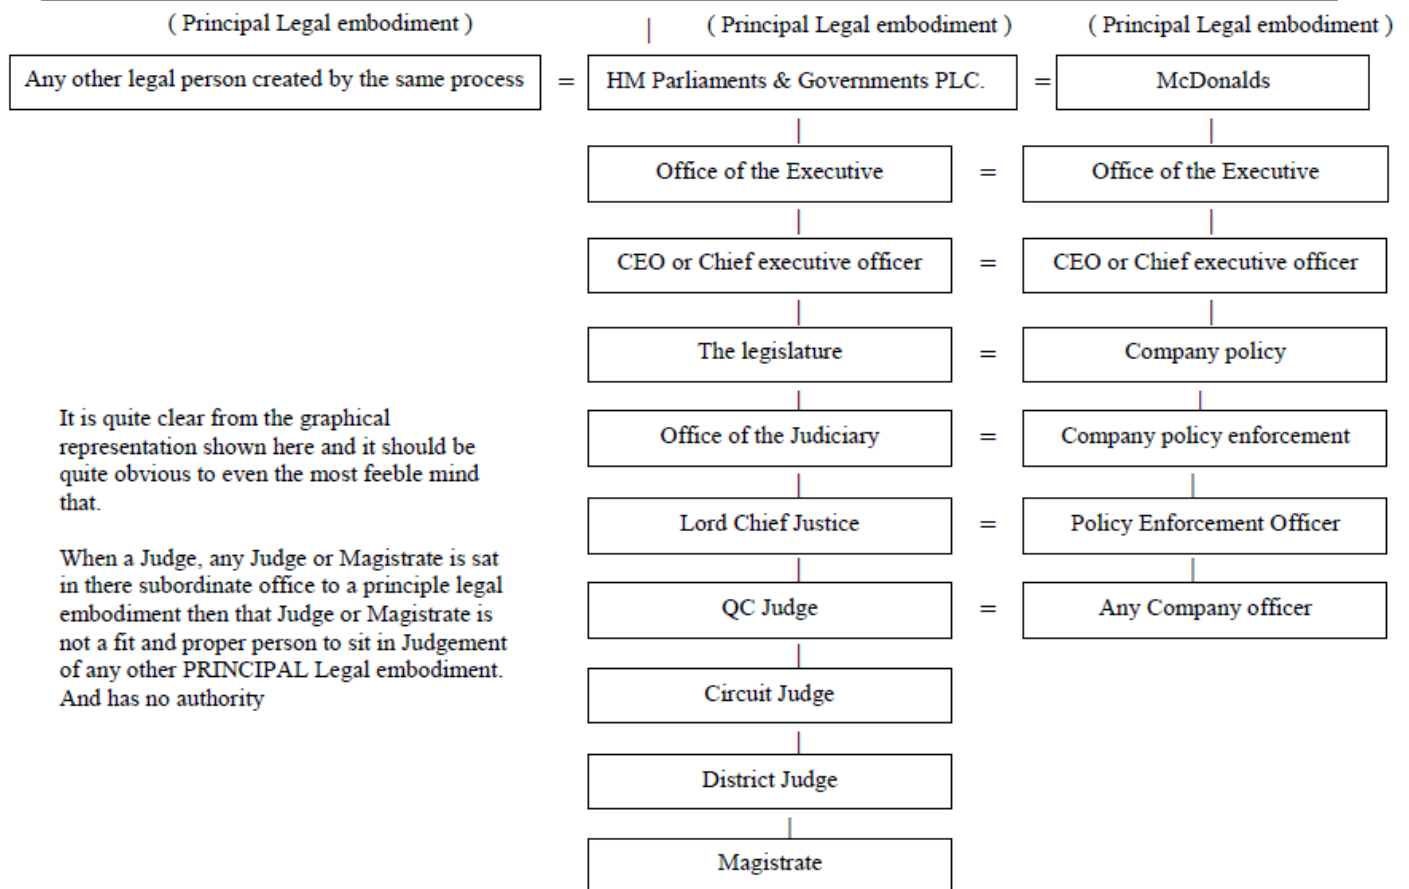 ( Principal Legal embodiment )
( Principal Legal embodiment )
( Principal Legal embodiment )
Any other legal person created by the same process
=
HM Parliaments & Governments PLC.
=
McDonalds
Office of the Executive
=
Office of the Executive
CEO or Chief executive officer
=
CEO or Chief executive officer
The legislature
=
Company policy
Office of the Judiciary
=
Company policy enforcement
Lord Chief Justice
=
Policy Enforcement Officer
QC Judge
=
Any Company officer
Circuit Judge
District Judge
Magistrate
It is quite clear from the graphical
representation shown here and it should be
quite obvious to even the most feeble mind
that.
When a Judge, any Judge or Magistrate is sat
in there subordinate office to a principle legal
embodiment then that Judge or Magistrate is
not a fit and proper person to sit in Judgement
of any other PRINCIPAL Legal embodiment.
And has no authority